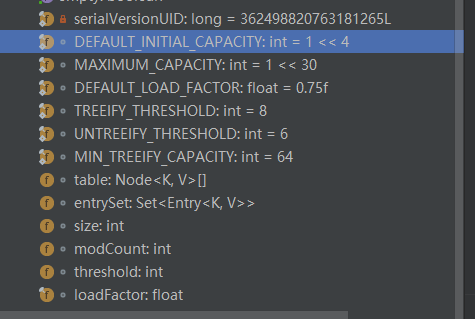 serialVersionUID: long = 362498820763181265L
DEFAULT_INITIAL_CAPACITY: int = 1 << 4
MAXIMUM_CAPACITY: int = 1 << 30
DEFAULT_LOAD_FACTOR: float = 0.75f
TREEIFY_THRESHOLD: int = 8
UNTREEIFY_THRESHOLD: int = 6
MIN_TREEIFY_CAPACITY: int = 64
table: Node<K, V>[]
entrySet: Set<Entry<K, V>>
size: int
modCount: int
threshold: int
loadFactor: float